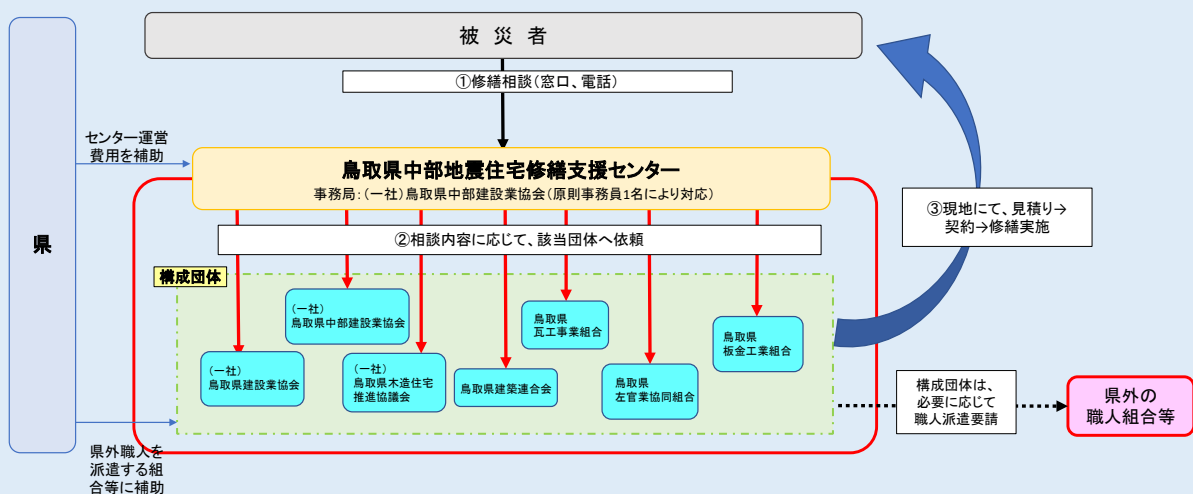 被 災 者
①修繕相談(窓口、電話)
県
センター運営
費用を補助
鳥取県中部地震住宅修繕支援センター
事務局:(一社)鳥取県中部建設業協会(原則事務員1名により対応)
②相談内容に応じて、該当団体へ依頼
③現地にて、見積り→
契約→修繕実施
構成団体
(一社)
鳥取県建設業協会
(一社)
鳥取県中部建設業協会
(一社)
鳥取県木造住宅
推進協議会
鳥取県建築連合会
鳥取県
瓦工事業組合
鳥取県
左官業協同組合
鳥取県
板金工業組合
構成団体は、
必要に応じて
職人派遣要請
県外の
職人組合等
県外職人を
派遣する組
合等に補助